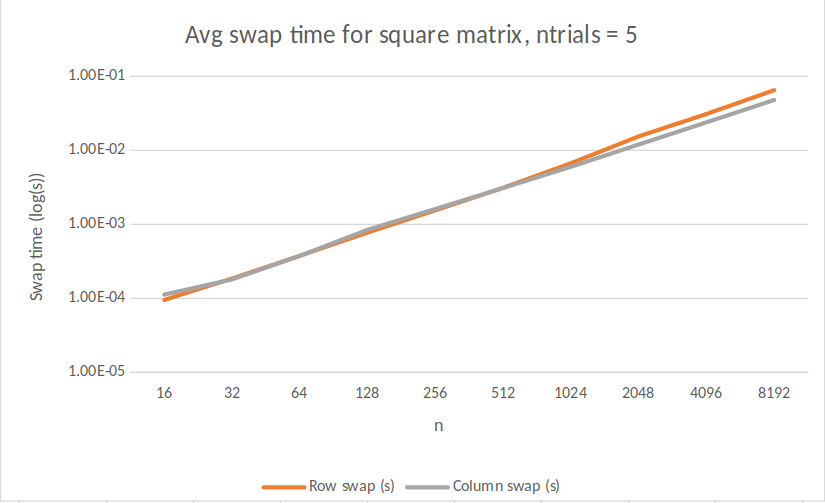 Avg swap time for square matrix, ntrials = 5
1.00E-01
1.00E-02
1.00E-03
1.00E-04
1.00E-05
Swap time (log(s))
16 32 64 128 256 512 1024 2048 4096 8192
n
Row swap (s) Column swap (s)